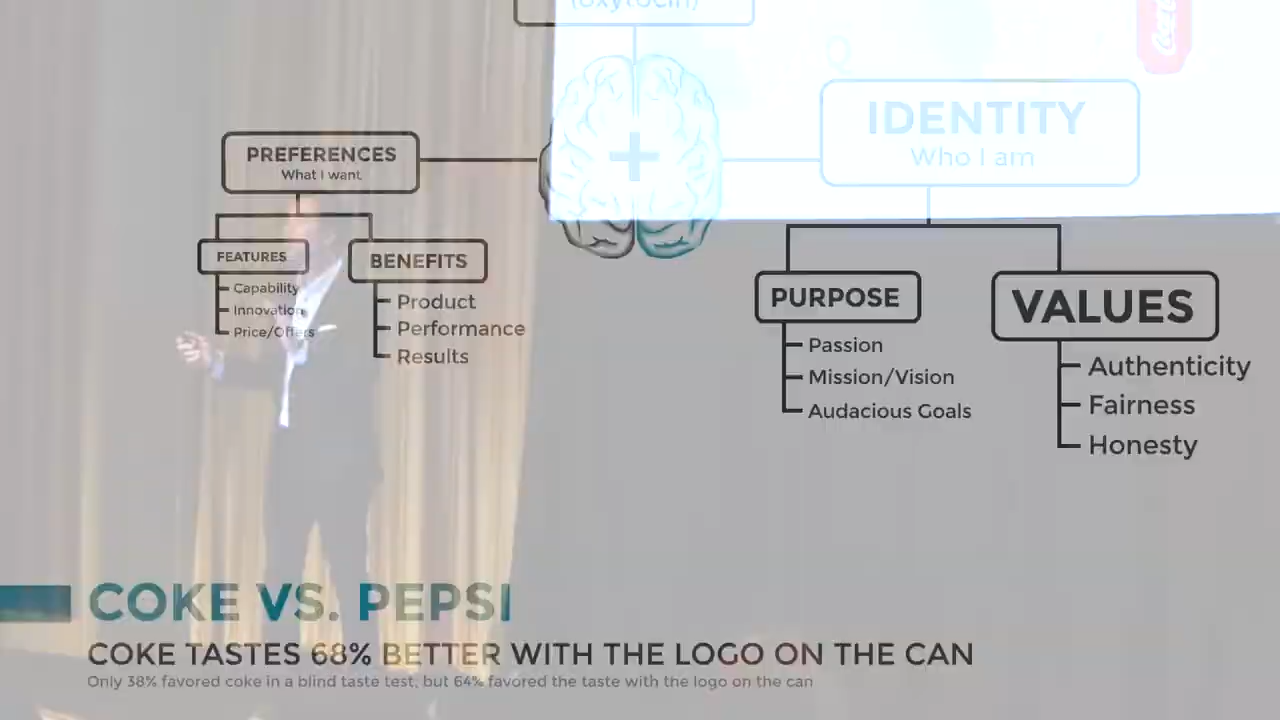 (oxytocin)
IDENTITY
Who I am
PREFERENCES
What I want
FEATURES
Capability
Innovation
Price/Offers
BENEFITS
Product
Performance
Results
PURPOSE
Passion
Mission/Vision
Audacious Goals
VALUES
Authenticity
Fairness
Honesty
COKE VS. PEPSI
COKE TASTES 68% BETTER WITH THE LOGO ON THE CAN
Only 38% favored coke in a blind taste test, but 64% favored the taste with the logo on the can